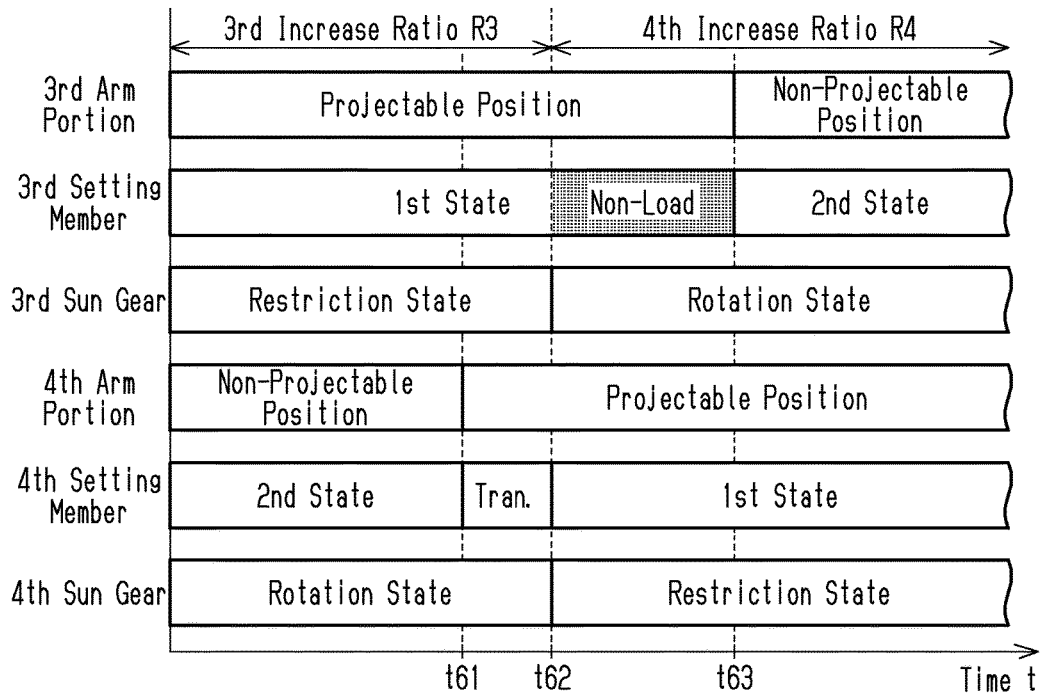 3rd Increase Ratio R3
4th Increase Ratio R4
3rd Arm
Portion
Projectable Position
Non-Projectable
Position
3rd Setting
Member
1st State
Non-Load
2nd State
3rd Sun Gear
Restriction State
Rotation State
4th Arm
Portion
Non-Projectable
Position
Projectable Position
4th Setting
Member
2nd State
Tran.
1st State
4th Sun Gear
Rotation State
Restriction State
t61
t62
t63
Time t